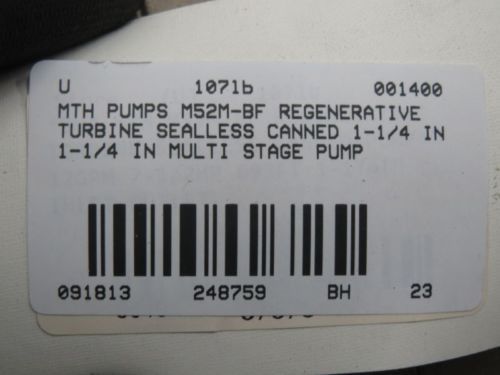 U 1071b 001400
MTH PUMPS M52M-BF REGENERATIVE
TURBINE SEALLESS CANNED 1-1/4 IN
1-1/4 IN MULTI STAGE PUMP
091813 248759 BH 23